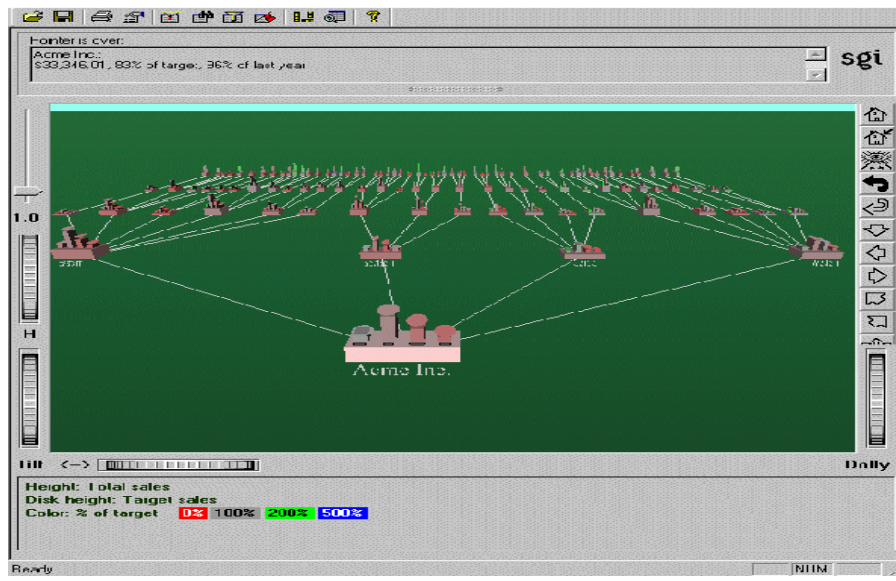 Pointer is over:
Acme Inc.:
$33,346.01, 83% of target, 96% of last year
sgi
1.0
H
Acme Inc.
Tilt <-> Dolly
Height: Total sales
Disk height: Target sales
Color: % of target 0% 100% 200% 500%
Ready NUM